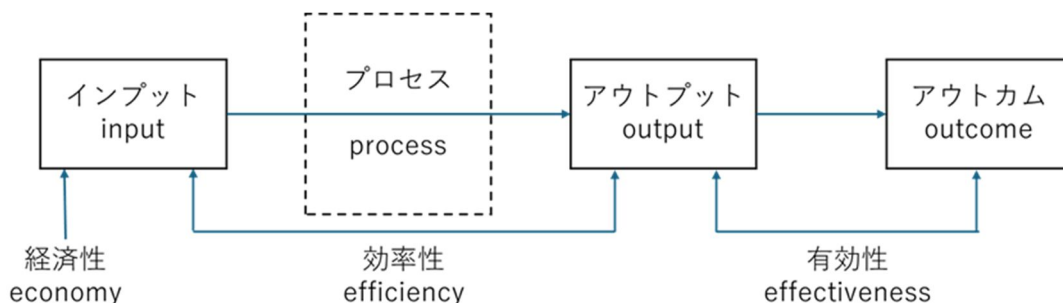 インプット
input
プロセス
process
アウトプット
output
アウトカム
outcome
経済性
economy
効率性
efficiency
有効性
effectiveness